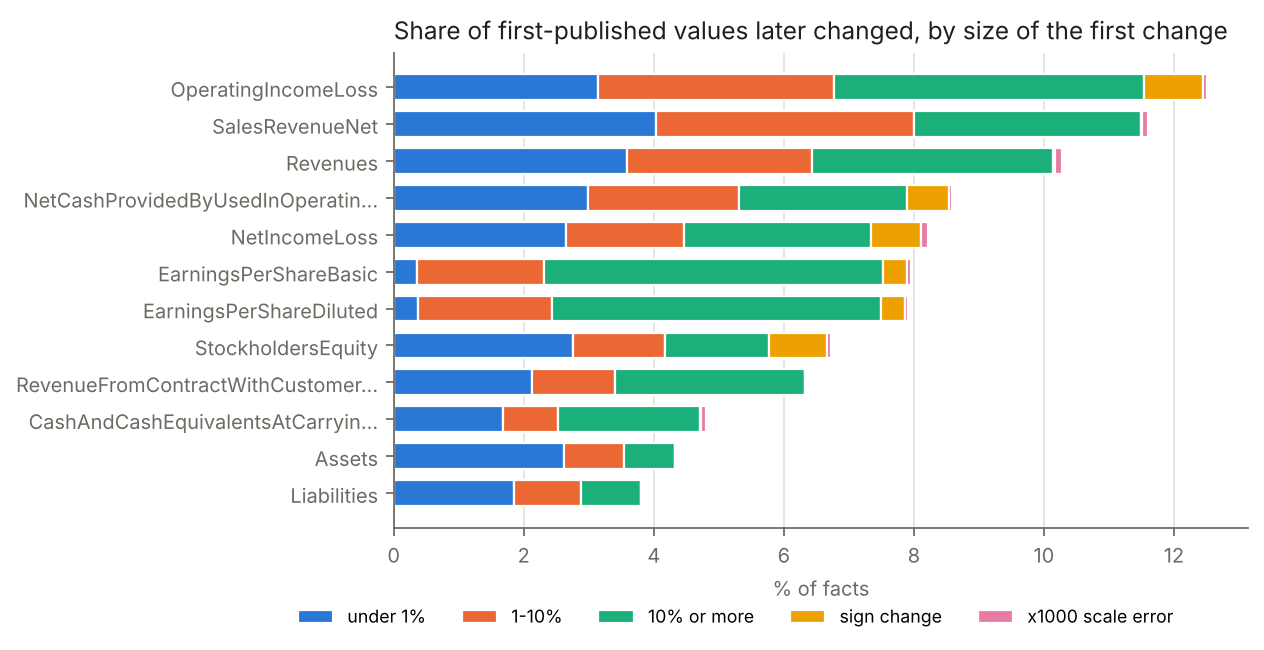 Share of first-published values later changed, by size of the first change
OperatingIncomeLoss
SalesRevenueNet
Revenues
NetCashProvidedByUsedInOperatin...
NetIncomeLoss
EarningsPerShareBasic
EarningsPerShareDiluted
StockholdersEquity
RevenueFromContractWithCustomer...
CashAndCashEquivalentsAtCarryin...
Assets
Liabilities
0 2 4 6 8 10 12
% of facts
under 1% 1-10% 10% or more sign change x1000 scale error